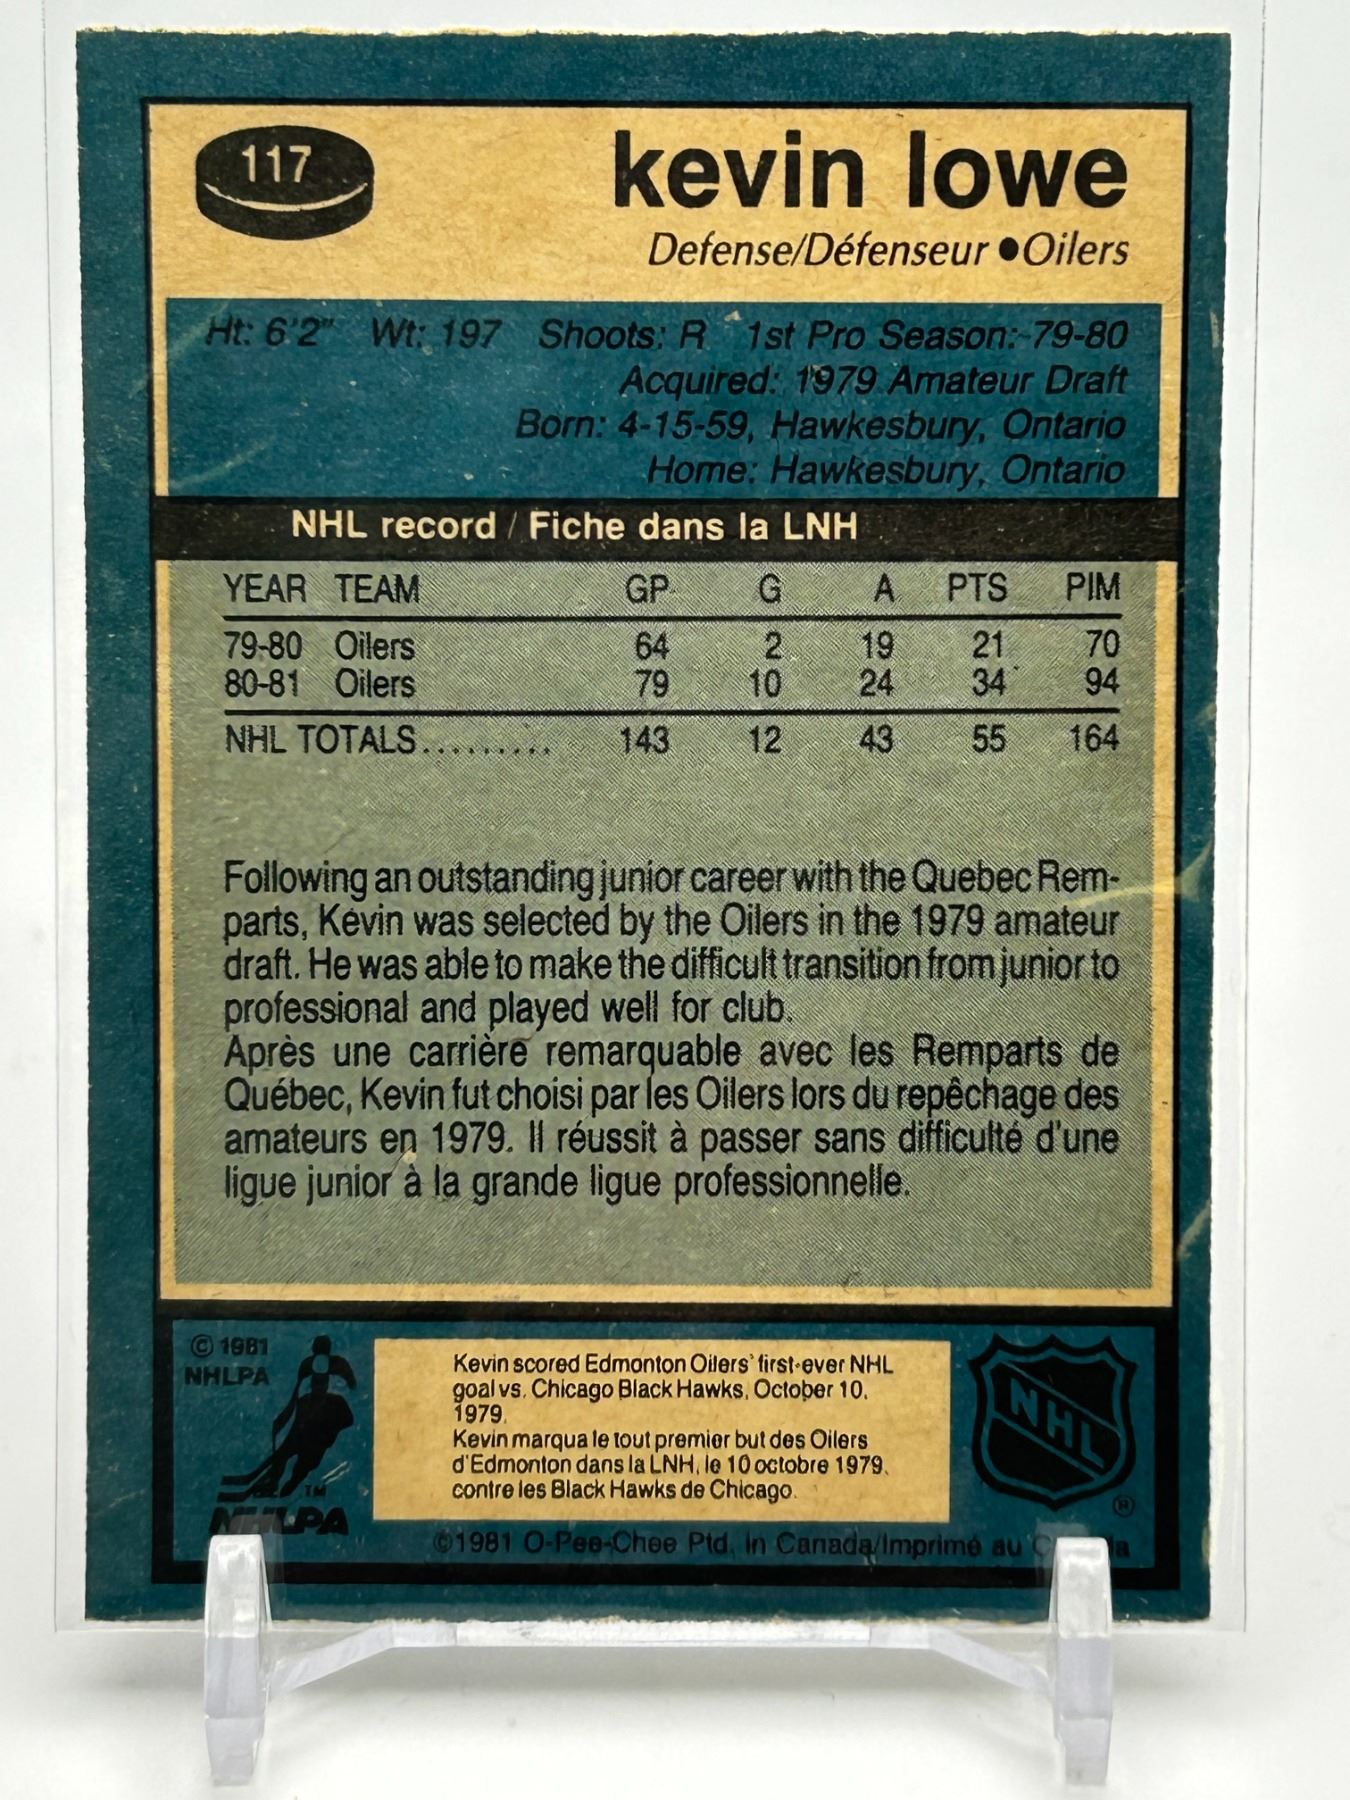 117
kevin lowe
Defense/Défenseur ●Oilers
Ht: 6'2" Wt: 197 Shoots: R 1st Pro Season: 79-80
Acquired: 1979 Amateur Draft
Born: 4-15-59, Hawkesbury, Ontario
Home: Hawkesbury, Ontario
NHL record / Fiche dans la LNH
YEAR TEAM GP G A PTS PIM
79-80 Oilers 64 2 19 21 70
80-81 Oilers 79 10 24 34 94
NHL TOTALS......... 143 12 43 55 164
Following an outstanding junior career with the Quebec Rem-
parts, Kevin was selected by the Oilers in the 1979 amateur
draft. He was able to make the difficult transition from junior to
professional and played well for club.
Après une carrière remarquable avec les Remparts de
Québec, Kevin fut choisi par les Oilers lors du repêchage des
amateurs en 1979. Il réussit à passer sans difficulté d'une
ligue junior à la grande ligue professionnelle.
© 1981
NHLPA
TM
NHLPA
Kevin scored Edmonton Oilers' first-ever NHL
goal vs. Chicago Black Hawks, October 10,
1979.
Kevin marqua le tout premier but des Oilers
d'Edmonton dans la LNH, le 10 octobre 1979,
contre les Black Hawks de Chicago.
NHL
®
©1981 O-Pee-Chee Ptd. in Canada/Imprimé au